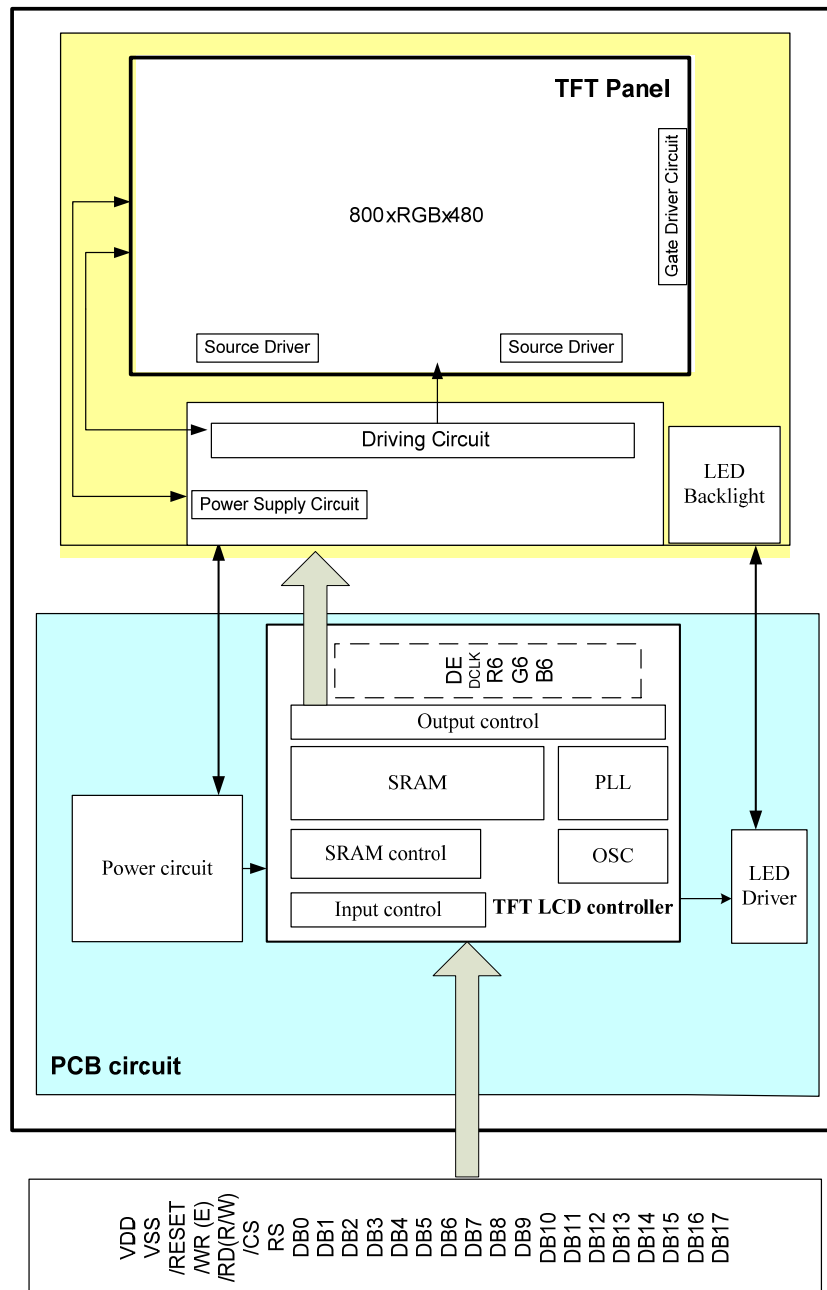 TFT Panel
Gate Driver Circuit
800xRGBx480
Source Driver
Source Driver
Driving Circuit
LED
Backlight
Power Supply Circuit
DE
DCLK
R6
G6
B6
Output control
SRAM
PLL
Power circuit
SRAM control
OSC
LED
Driver
Input control
TFT LCD controller
PCB circuit
VDD
VSS
/RESET
/WR (E)
/RD(R/W)
/CS
RS
DB0
DB1
DB2
DB3
DB4
DB5
DB6
DB7
DB8
DB9
DB10
DB11
DB12
DB13
DB14
DB15
DB16
DB17